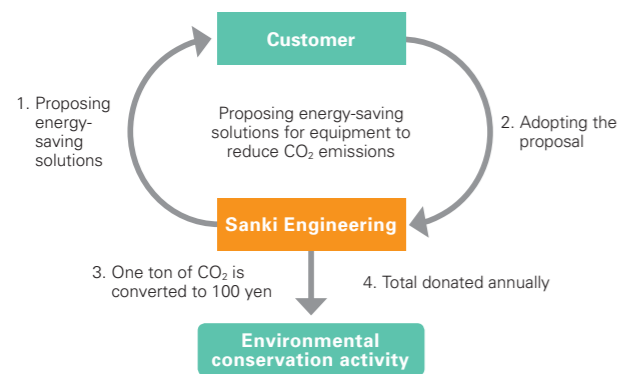 Customer
1. Proposing
energy-
saving
solutions
Proposing energy-saving
solutions for equipment to
reduce CO₂ emissions
2. Adopting the
proposal
Sanki Engineering
3. One ton of CO₂ is
converted to 100 yen
4. Total donated annually
Environmental
conservation activity